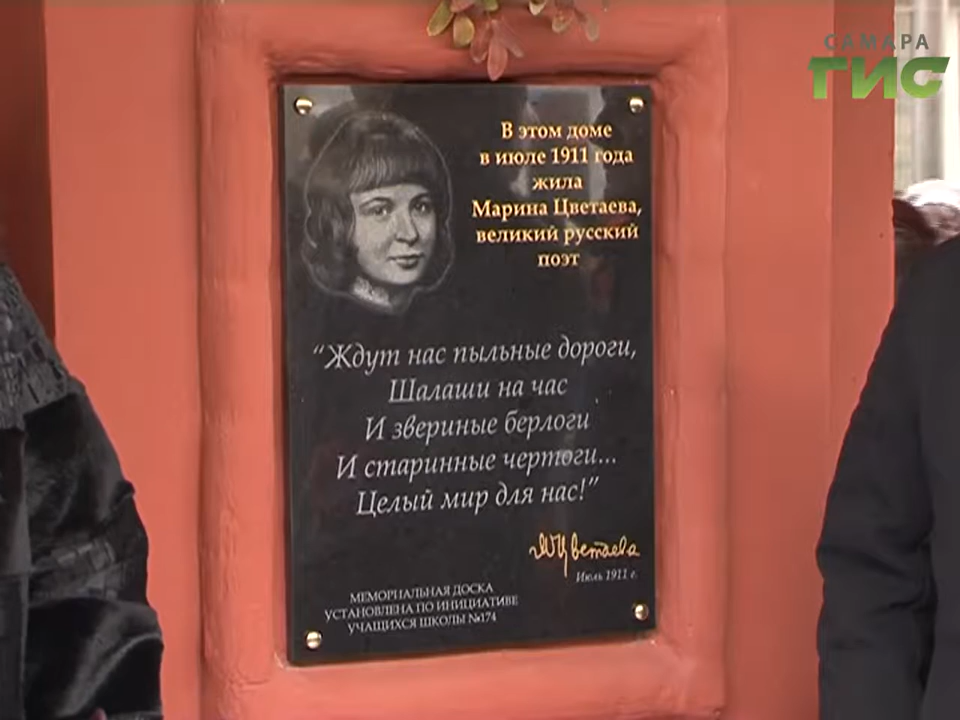 САМАРА
ГИС
В этом доме
в июле 1911 года
жила
Марина Цветаева,
великий русский
поэт
“Ждут нас пыльные дороги,
Шалаши на час
И звериные берлоги
И старинные чертоги...
Целый мир для нас!”
МЦветаева
Июль 1911 г.
МЕМОРИАЛЬНАЯ ДОСКА
УСТАНОВЛЕНА ПО ИНИЦИАТИВЕ
УЧАЩИХСЯ ШКОЛЫ №174